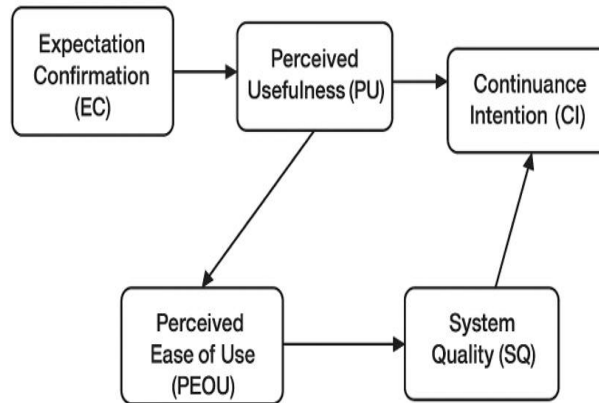 Expectation
Confirmation
(EC)
Perceived
Usefulness (PU)
Continuance
Intention (CI)
Perceived
Ease of Use
(PEOU)
System
Quality (SQ)